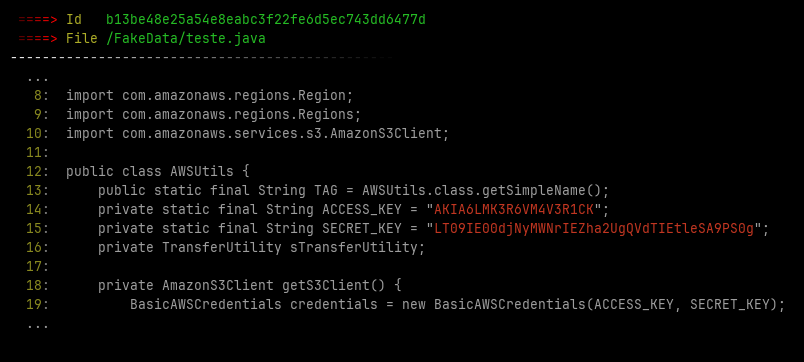 ====> Id   b13be48e25a54e8eabc3f22fe6d5ec743dd6477d
====> File /FakeData/teste.java
------------------------------------------------
...
8:  import com.amazonaws.regions.Region;
9:  import com.amazonaws.regions.Regions;
10:  import com.amazonaws.services.s3.AmazonS3Client;
11:
12:  public class AWSUtils {
13:      public static final String TAG = AWSUtils.class.getSimpleName();
14:      private static final String ACCESS_KEY = "AKIA6LMK3R6VM4V3R1CK";
15:      private static final String SECRET_KEY = "LT09IE00djNyMWNrIEZha2UgQVdTIEtleSA9PS0g";
16:      private TransferUtility sTransferUtility;
17:
18:      private AmazonS3Client getS3Client() {
19:          BasicAWSCredentials credentials = new BasicAWSCredentials(ACCESS_KEY, SECRET_KEY);
...